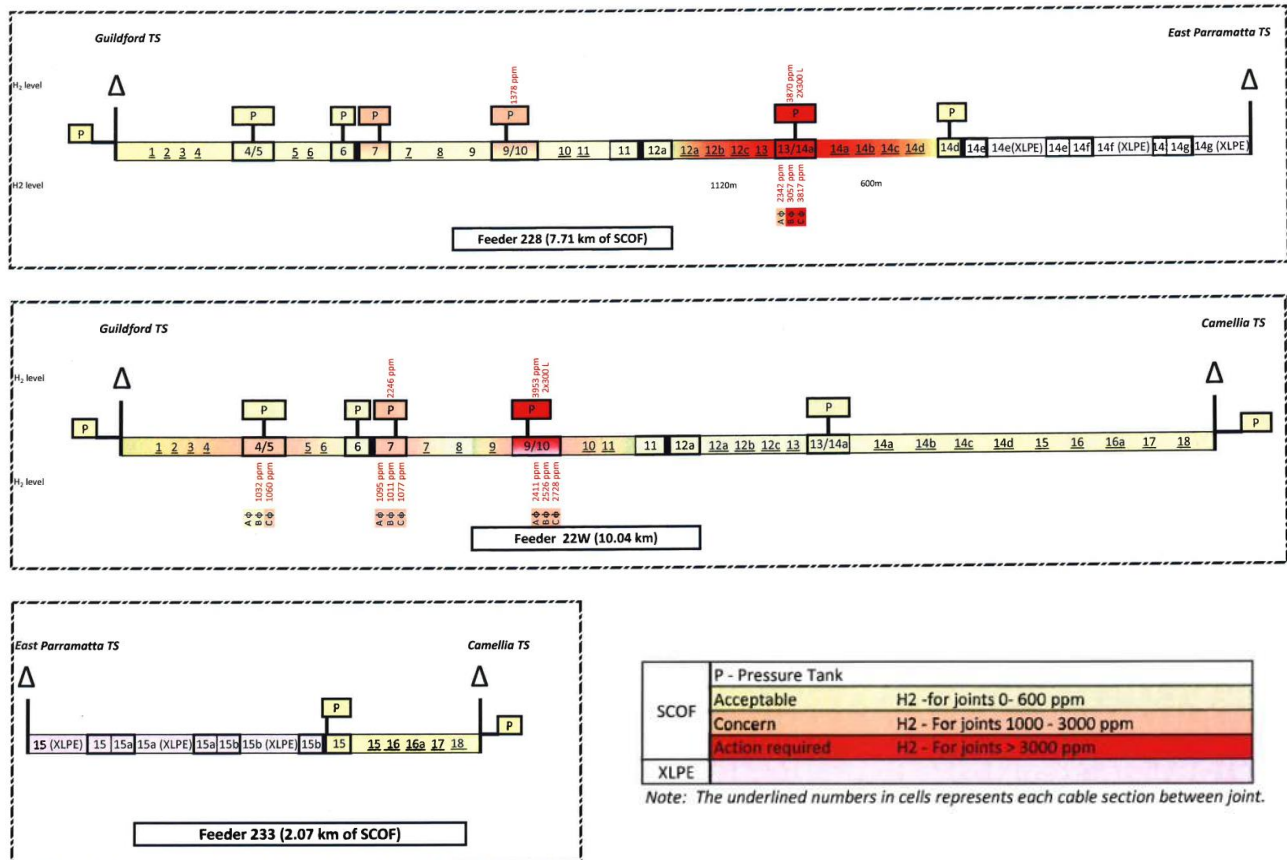 Guildford TS
East Parramatta TS
H₂ level
Δ
Δ
1378 ppm
3870 ppm
2X300 L
P
P
P
P
P
P
P
1 2 3 4 4/5 5 6 6 7 7 8 9 9/10 10 11 11 12a 12a 12b 12c 13 13/14a 14a 14b 14c 14d 14d 14e 14e(XLPE) 14e 14f 14f (XLPE) 14 14g 14g (XLPE)
H2 level
1120m
600m
2342 ppm
3057 ppm
3817 ppm
A Φ
B Φ
C Φ
Feeder 228 (7.71 km of SCOF)
Guildford TS
Camellia TS
H₂ level
Δ
Δ
2246 ppm
3953 ppm
2x300 L
P
P
P
P
P
P
P
1 2 3 4 4/5 5 6 6 7 7 8 9 9/10 10 11 11 12a 12a 12b 12c 13 13/14a 14a 14b 14c 14d 15 16 16a 17 18
H₂ level
1032 ppm
1060 ppm
A Φ
B Φ
C Φ
1095 ppm
1011 ppm
1077 ppm
A Φ
B Φ
C Φ
2411 ppm
2526 ppm
2728 ppm
A Φ
B Φ
C Φ
Feeder 22W (10.04 km)
East Parramatta TS
Camellia TS
Δ
Δ
P
P
15 (XLPE) 15 15a 15a (XLPE) 15a 15b 15b (XLPE) 15b 15 15 16 16a 17 18
Feeder 233 (2.07 km of SCOF)
SCOF
P - Pressure Tank
Acceptable H2 -for joints 0- 600 ppm
Concern H2 - For joints 1000 - 3000 ppm
Action required H2 - For joints > 3000 ppm
XLPE
Note: The underlined numbers in cells represents each cable section between joint.